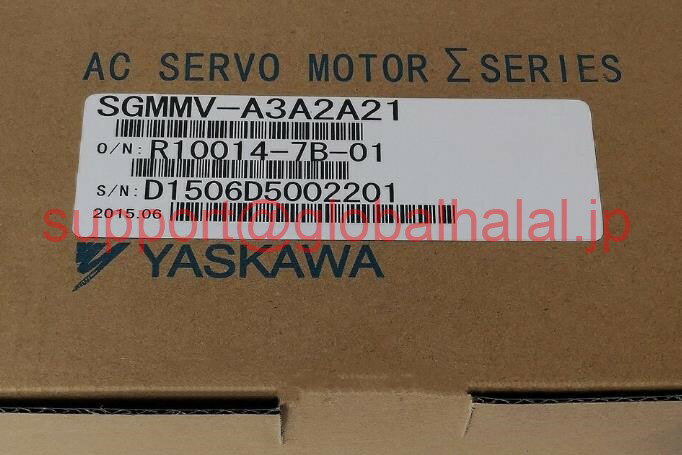 AC SERVO MOTOR Σ SERIES
SGMMV-A3A2A21
O/N: R10014-7B-01
S/N: D1506D5002201
2015.06
support@globalhalal.jp
YASKAWA